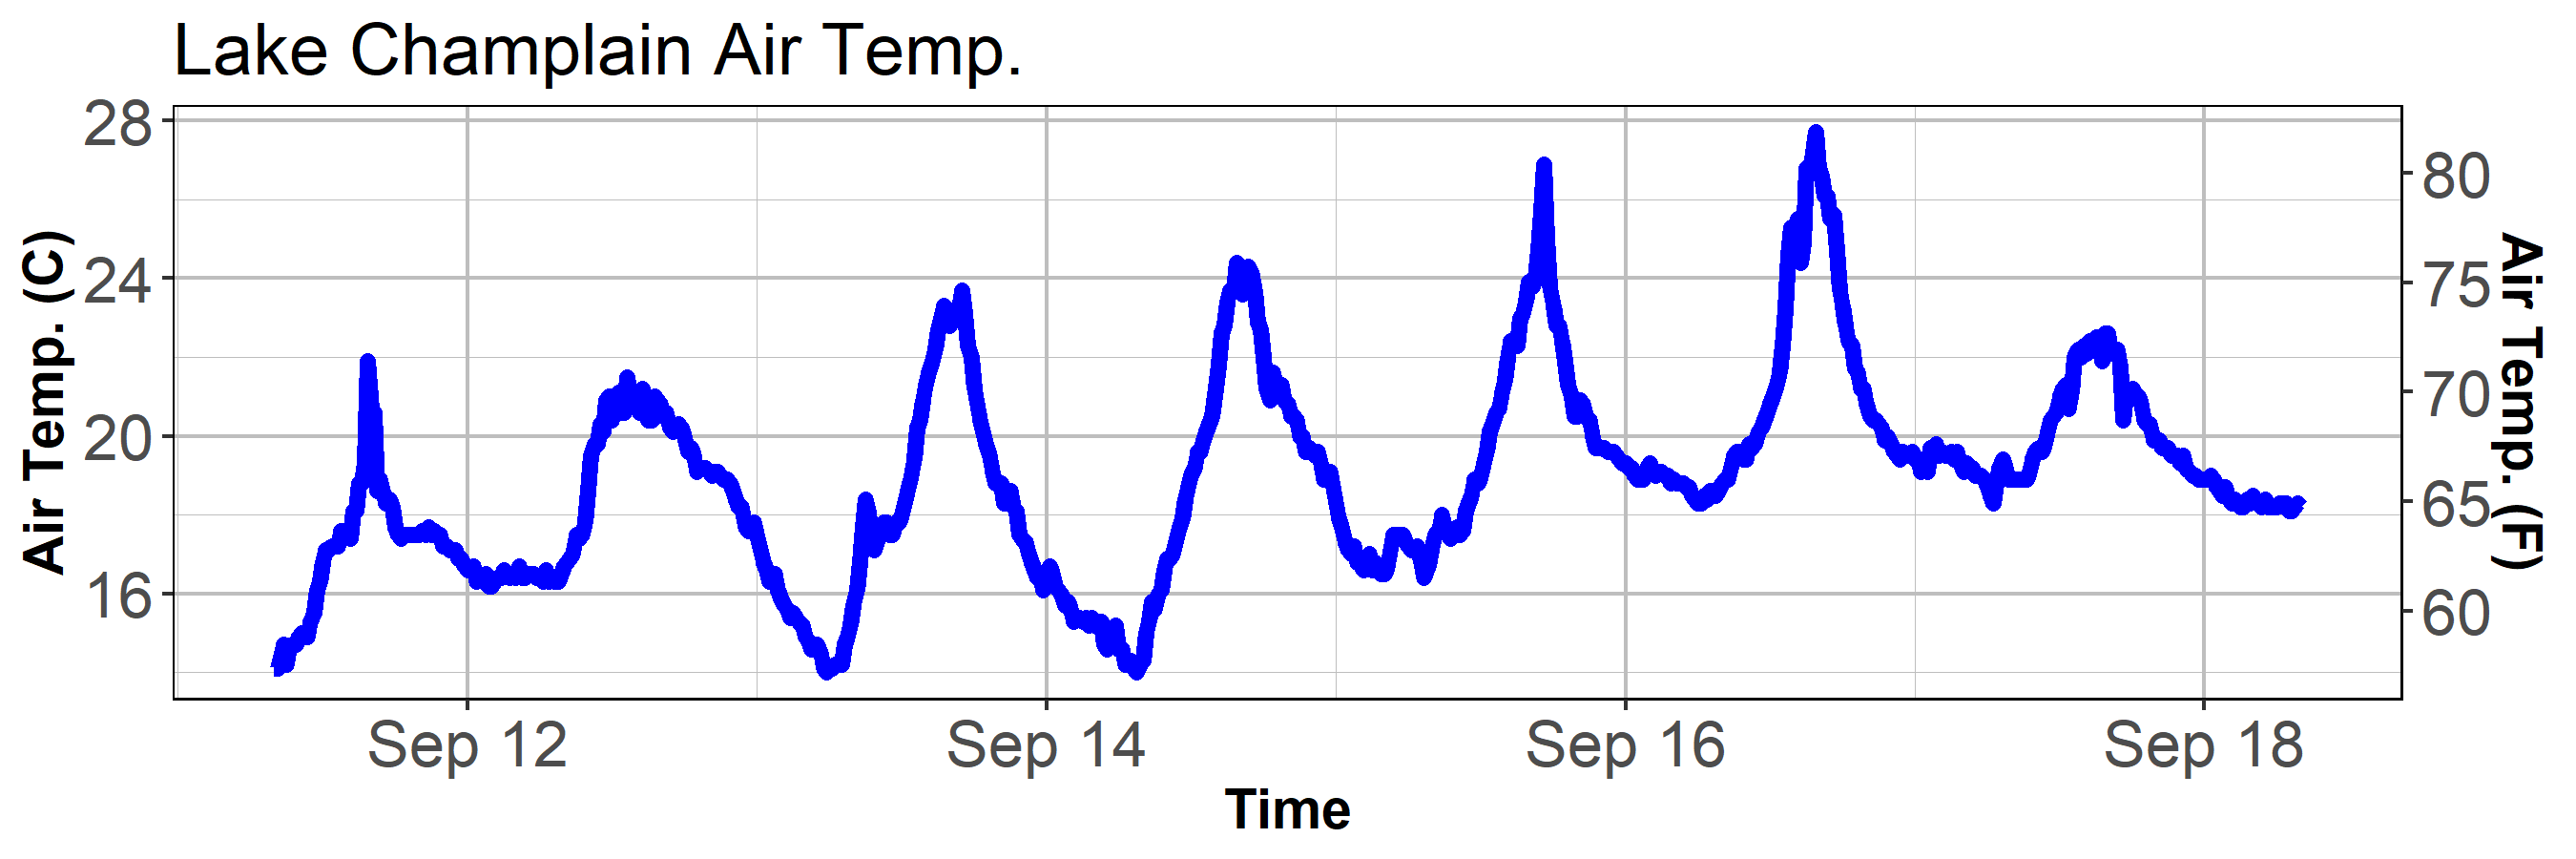 Lake Champlain Air Temp.
28
24
20
16
Air Temp. (C)
80
75
70
65
60
Air Temp. (F)
Sep 12
Sep 14
Sep 16
Sep 18
Time